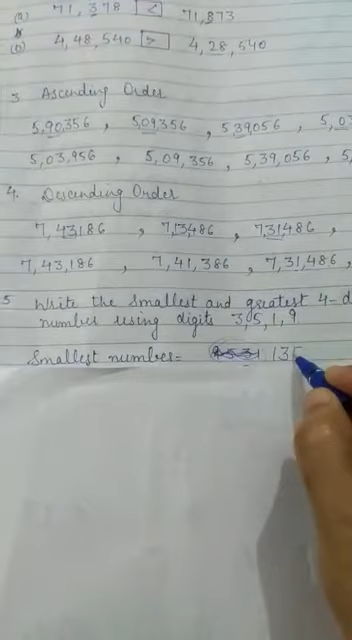 (a) 71,378 < 71,873
(b) 4,48,540 > 4,28,540
3 Ascending Order
5,90,356 , 5,09,356 , 5,39,056 , 5,03
5,03,956 , 5,09,356 , 5,39,056 , 5,
4. Descending Order
7,43,186 , 7,13,486 , 7,31,486 ,
7,43,186 , 7,41,386 , 7,31,486 ,
5 Write the smallest and greatest 4-d
number using digits 3,5,1,9
Smallest number = 135